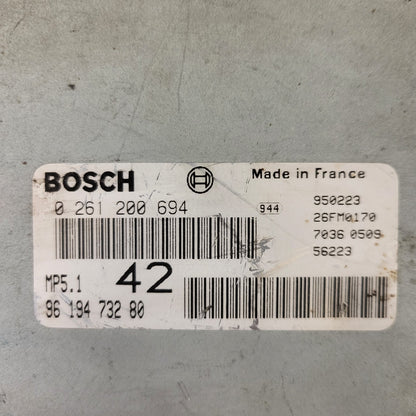 BOSCH
Made in France
0 261 200 694
944
950223
26FM0170
7036 0509
56223
MP5.1 42
96 194 732 80